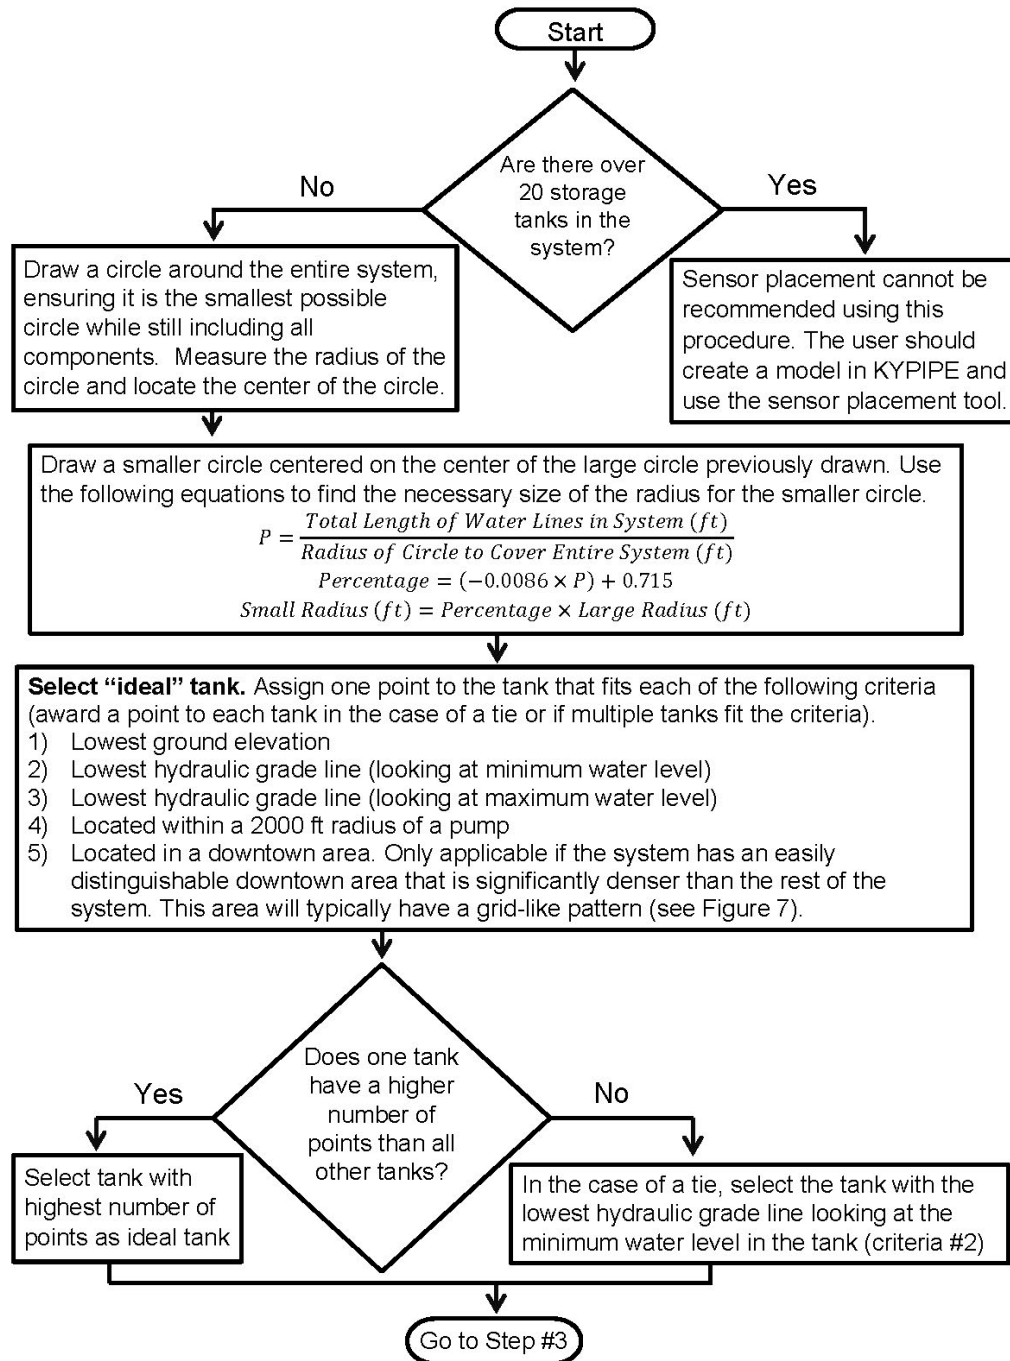 Start
Are there over
20 storage
tanks in the
system?
No
Yes
Draw a circle around the entire system,
ensuring it is the smallest possible
circle while still including all
components.  Measure the radius of the
circle and locate the center of the circle.
Sensor placement cannot be
recommended using this
procedure. The user should
create a model in KYPIPE and
use the sensor placement tool.
Draw a smaller circle centered on the center of the large circle previously drawn. Use
the following equations to find the necessary size of the radius for the smaller circle.
P = Total Length of Water Lines in System (ft)
Radius of Circle to Cover Entire System (ft)
Percentage = (−0.0086 × P) + 0.715
Small Radius (ft) = Percentage × Large Radius (ft)
Select “ideal” tank. Assign one point to the tank that fits each of the following criteria
(award a point to each tank in the case of a tie or if multiple tanks fit the criteria).
1) Lowest ground elevation
2) Lowest hydraulic grade line (looking at minimum water level)
3) Lowest hydraulic grade line (looking at maximum water level)
4) Located within a 2000 ft radius of a pump
5) Located in a downtown area. Only applicable if the system has an easily
distinguishable downtown area that is significantly denser than the rest of the
system. This area will typically have a grid-like pattern (see Figure 7).
Does one tank
have a higher
number of
points than all
other tanks?
Yes
No
Select tank with
highest number of
points as ideal tank
In the case of a tie, select the tank with the
lowest hydraulic grade line looking at the
minimum water level in the tank (criteria #2)
Go to Step #3